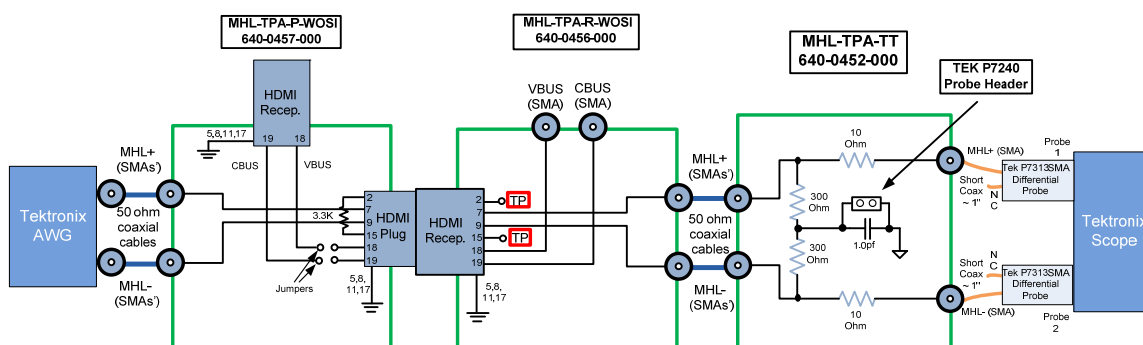 MHL-TPA-P-WOSI
640-0457-000
MHL-TPA-R-WOSI
640-0456-000
MHL-TPA-TT
640-0452-000
TEK P7240
Probe Header
HDMI
Recep.
19
18
5,8,11,17
CBUS
VBUS
VBUS
(SMA)
CBUS
(SMA)
MHL+
(SMAs')
50 ohm
coaxial
cables
MHL-
(SMAs')
Tektronix
AWG
3.3K
2
7
9
15
18
19
HDMI
Plug
Jumpers
5,8,
11,17
HDMI
Recep.
2
7
9
15
18
19
TP
TP
5,8,
11,17
MHL+
(SMAs')
50 ohm
coaxial
cables
MHL-
(SMAs')
10
Ohm
300
Ohm
300
Ohm
1.0pf
10
Ohm
MHL+ (SMA)
Probe
1
Tek P7313SMA
Differential
Probe
Short
Coax
~ 1"
N
C
Short
Coax
~ 1"
N
C
Tek P7313SMA
Differential
Probe
MHL- (SMA)
Probe
2
Tektronix
Scope